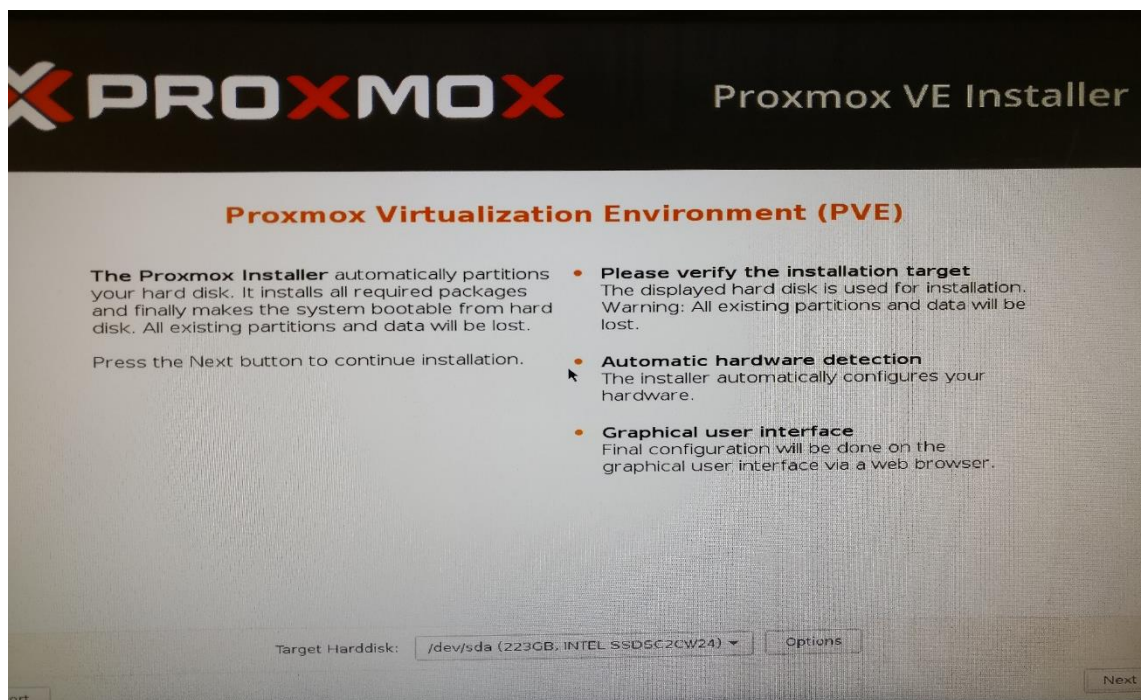 PROXMOX
Proxmox VE Installer
Proxmox Virtualization Environment (PVE)
The Proxmox Installer automatically partitions
your hard disk. It installs all required packages
and finally makes the system bootable from hard
disk. All existing partitions and data will be lost.
Press the Next button to continue installation.
• Please verify the installation target
The displayed hard disk is used for installation.
Warning: All existing partitions and data will be
lost.
• Automatic hardware detection
The installer automatically configures your
hardware.
• Graphical user interface
Final configuration will be done on the
graphical user interface via a web browser.
Target Harddisk: /dev/sda (223GB, INTEL SSDSC2CW24) Options
Next